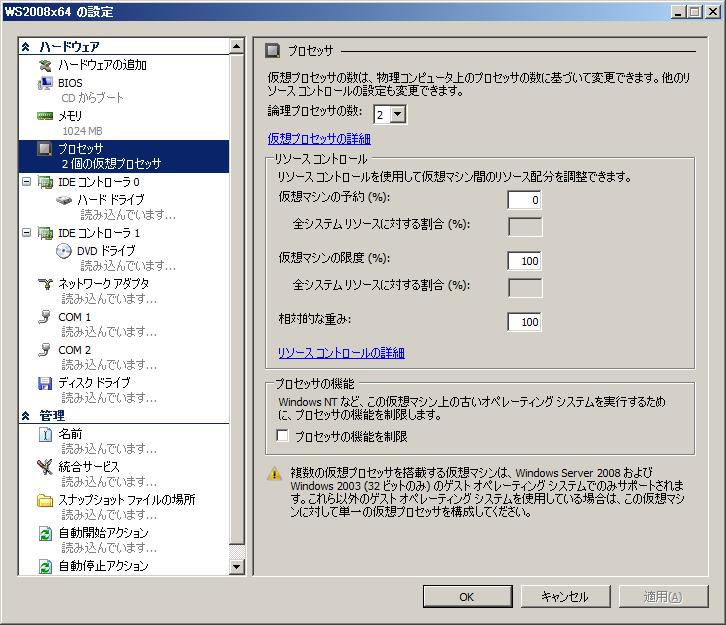 WS2008x64 の設定
ハードウェア
ハードウェアの追加
BIOS
CD からブート
メモリ
1024 MB
プロセッサ
2 個の仮想プロセッサ
IDE コントローラ 0
ハード ドライブ
読み込んでいます...
IDE コントローラ 1
DVD ドライブ
読み込んでいます...
ネットワーク アダプタ
読み込んでいます...
COM 1
読み込んでいます...
COM 2
読み込んでいます...
ディスク ドライブ
読み込んでいます...
管理
名前
読み込んでいます...
統合サービス
読み込んでいます...
スナップショット ファイルの場所
読み込んでいます...
自動開始アクション
読み込んでいます...
自動停止アクション
プロセッサ
仮想プロセッサの数は、物理コンピュータ上のプロセッサの数に基づいて変更できます。他のリ
ソース コントロールの設定も変更できます。
論理プロセッサの数: 2
仮想プロセッサの詳細
リソース コントロール
リソース コントロールを使用して仮想マシン間のリソース配分を調整できます。
仮想マシンの予約 (%): 0
全システム リソースに対する割合 (%):
仮想マシンの限度 (%): 100
全システム リソースに対する割合 (%):
相対的な重み: 100
リソース コントロールの詳細
プロセッサの機能
Windows NT など、この仮想マシン上の古いオペレーティング システムを実行するため
に、プロセッサの機能を制限します。
プロセッサの機能を制限
複数の仮想プロセッサを搭載する仮想マシンは、Windows Server 2008 および
Windows 2003 (32 ビットのみ) のゲスト オペレーティング システムでのみサポートされま
す。これら以外のゲスト オペレーティング システムを使用している場合は、この仮想マシ
ンに対して単一の仮想プロセッサを構成してください。
OK
キャンセル
適用(A)